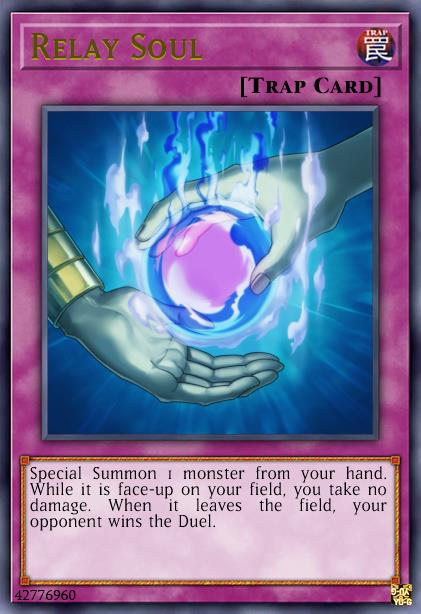 Relay Soul
TRAP
罠
[Trap Card]
Special Summon 1 monster from your hand.
While it is face-up on your field, you take no
damage. When it leaves the field, your
opponent wins the Duel.
42776960